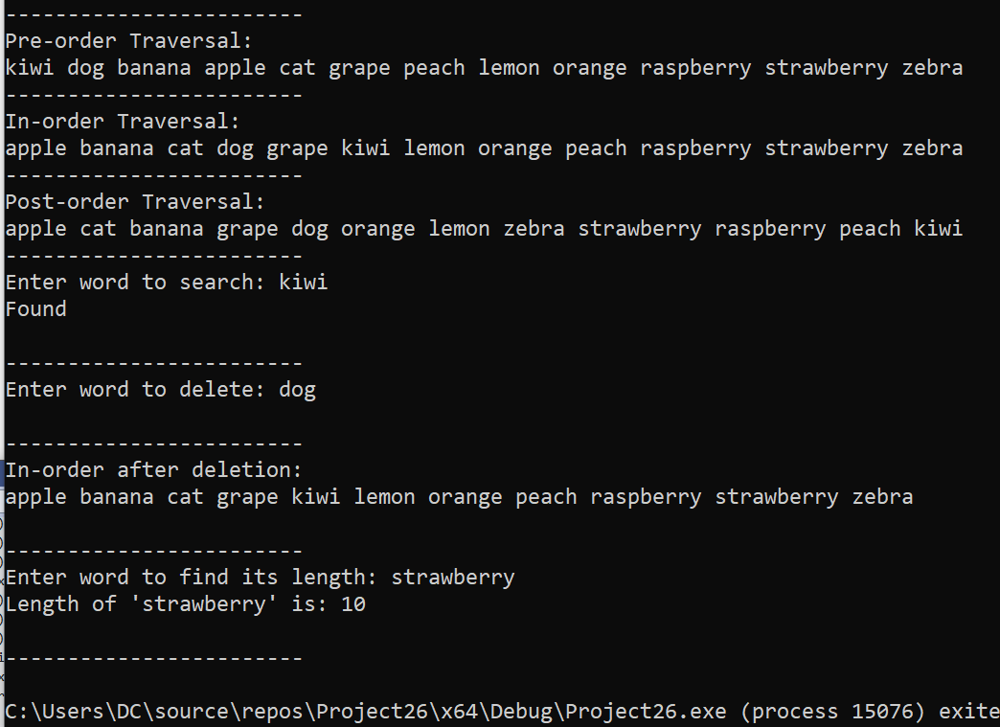 ------------------------
Pre-order Traversal:
kiwi dog banana apple cat grape peach lemon orange raspberry strawberry zebra
------------------------
In-order Traversal:
apple banana cat dog grape kiwi lemon orange peach raspberry strawberry zebra
------------------------
Post-order Traversal:
apple cat banana grape dog orange lemon zebra strawberry raspberry peach kiwi
------------------------
Enter word to search: kiwi
Found
------------------------
Enter word to delete: dog
------------------------
In-order after deletion:
apple banana cat grape kiwi lemon orange peach raspberry strawberry zebra
------------------------
Enter word to find its length: strawberry
Length of 'strawberry' is: 10
------------------------
C:\Users\DC\source\repos\Project26\x64\Debug\Project26.exe (process 15076) exite